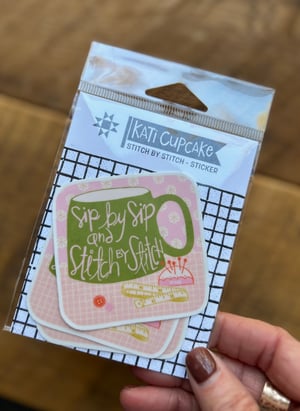 KATi CUPCAKE
STITCH BY STITCH - STICKER
Sip by Sip
and
Stitch by Stitch